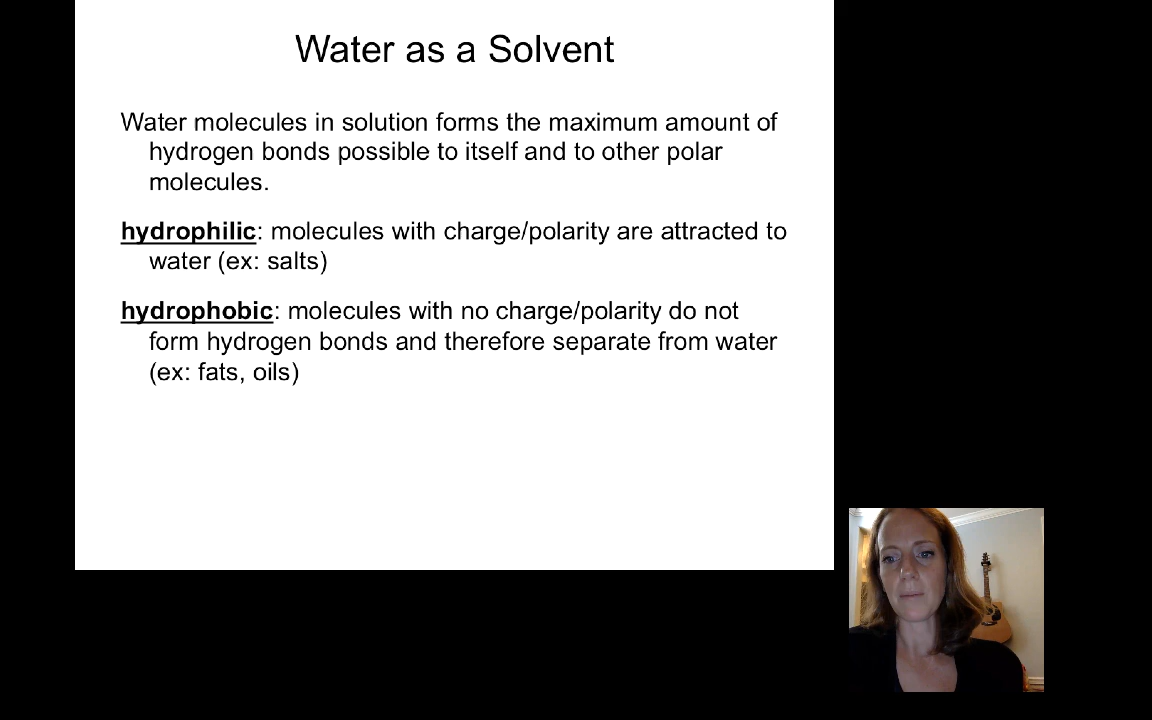 Water as a Solvent
Water molecules in solution forms the maximum amount of
hydrogen bonds possible to itself and to other polar
molecules.
hydrophilic: molecules with charge/polarity are attracted to
water (ex: salts)
hydrophobic: molecules with no charge/polarity do not
form hydrogen bonds and therefore separate from water
(ex: fats, oils)